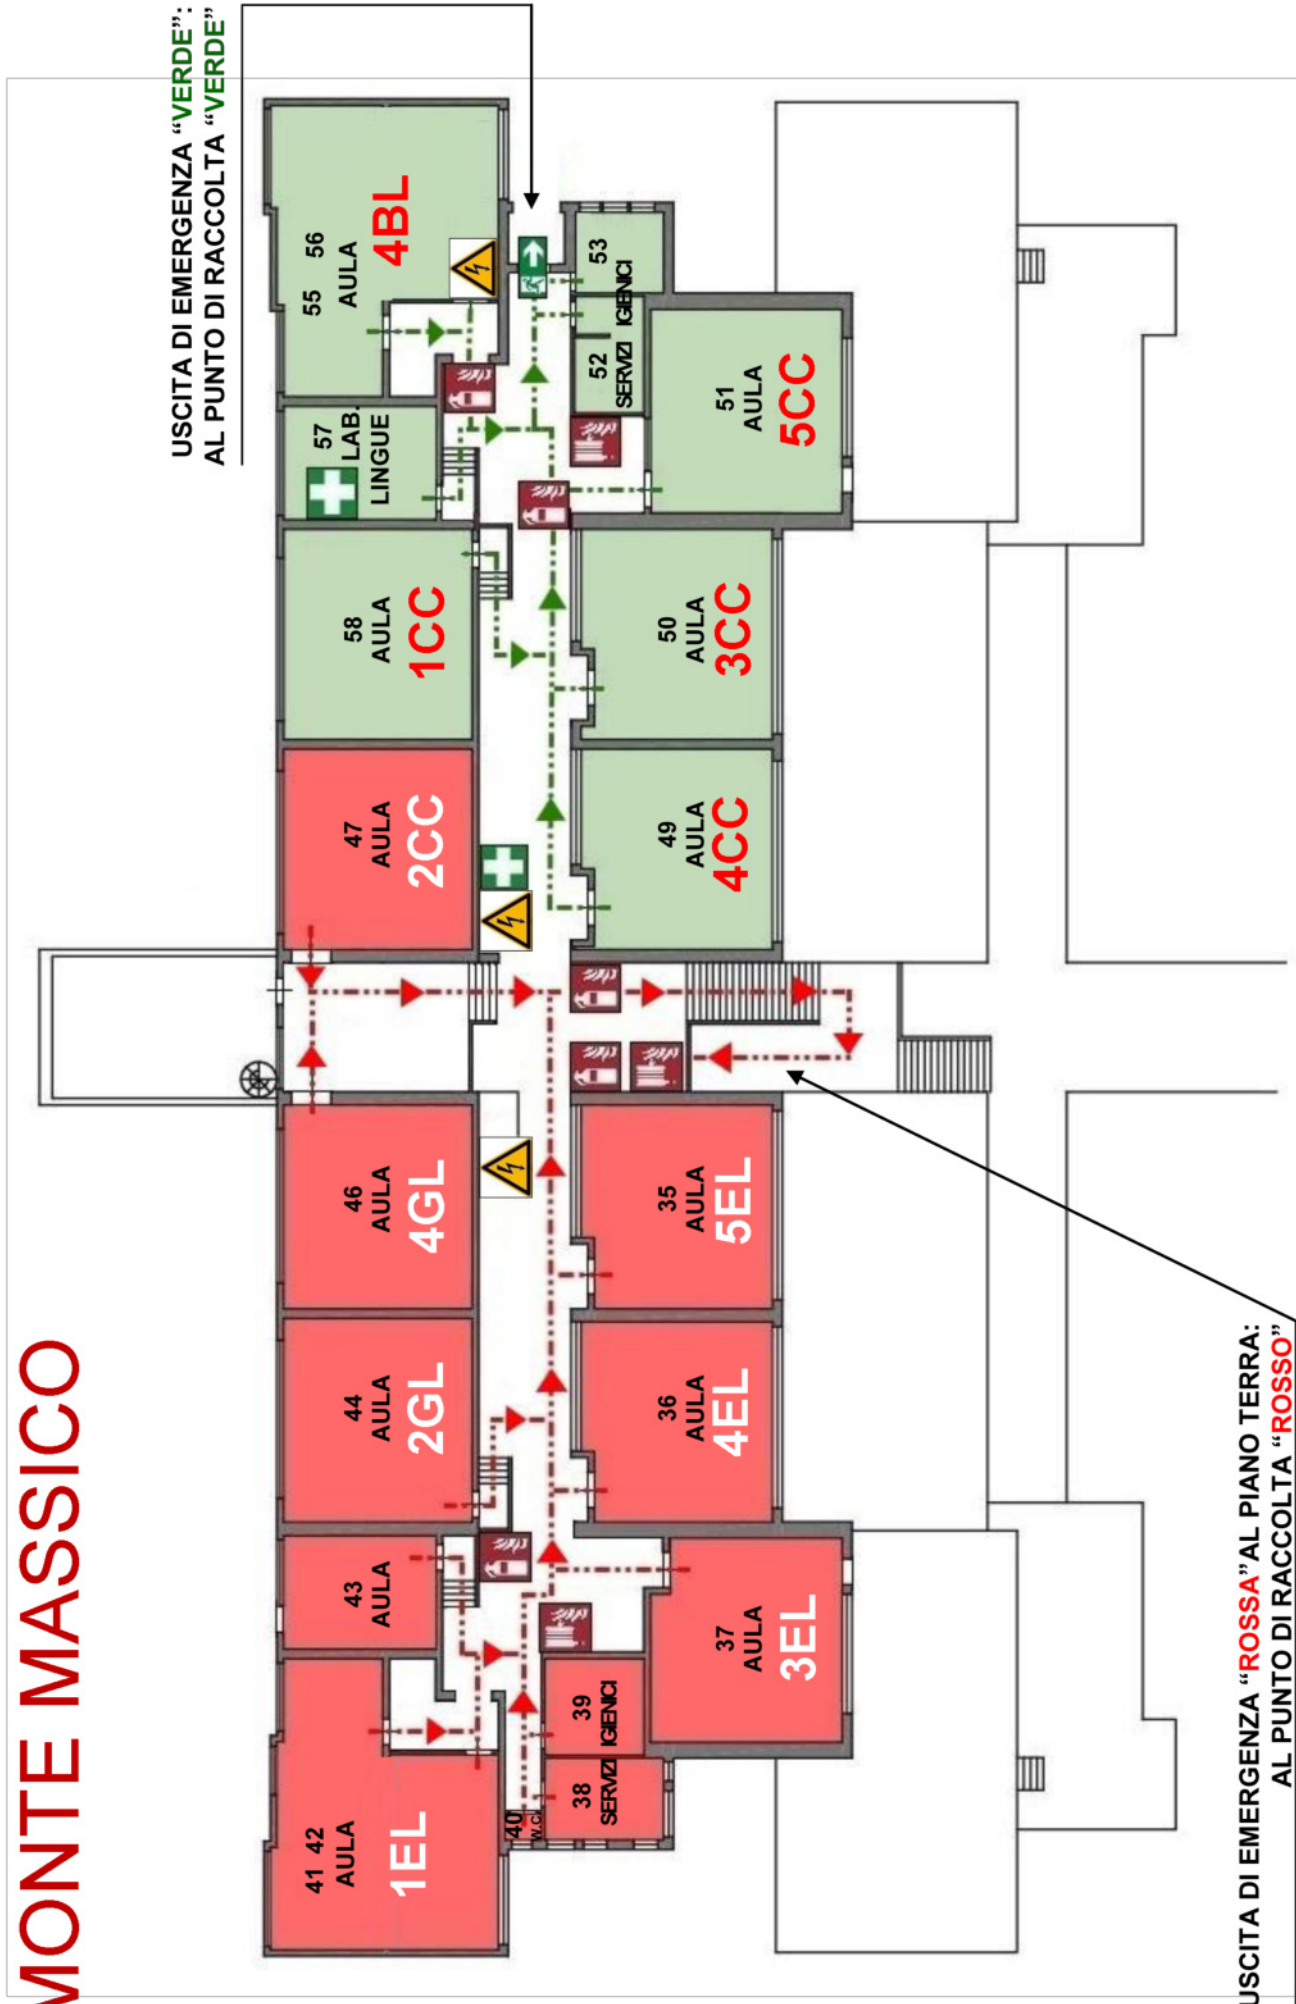 MONTE MASSICO
USCITA DI EMERGENZA “VERDE”:
AL PUNTO DI RACCOLTA “VERDE”
41 42
AULA
1EL
43
AULA
44
AULA
2GL
46
AULA
4GL
47
AULA
2CC
58
AULA
1CC
57
LAB.
LINGUE
55 56
AULA
4BL
40
W.C.
38 39
SERVIZI IGIENICI
37
AULA
3EL
36
AULA
4EL
35
AULA
5EL
49
AULA
4CC
50
AULA
3CC
51
AULA
5CC
52 53
SERVIZI IGIENICI
USCITA DI EMERGENZA “ROSSA” AL PIANO TERRA:
AL PUNTO DI RACCOLTA “ROSSO”